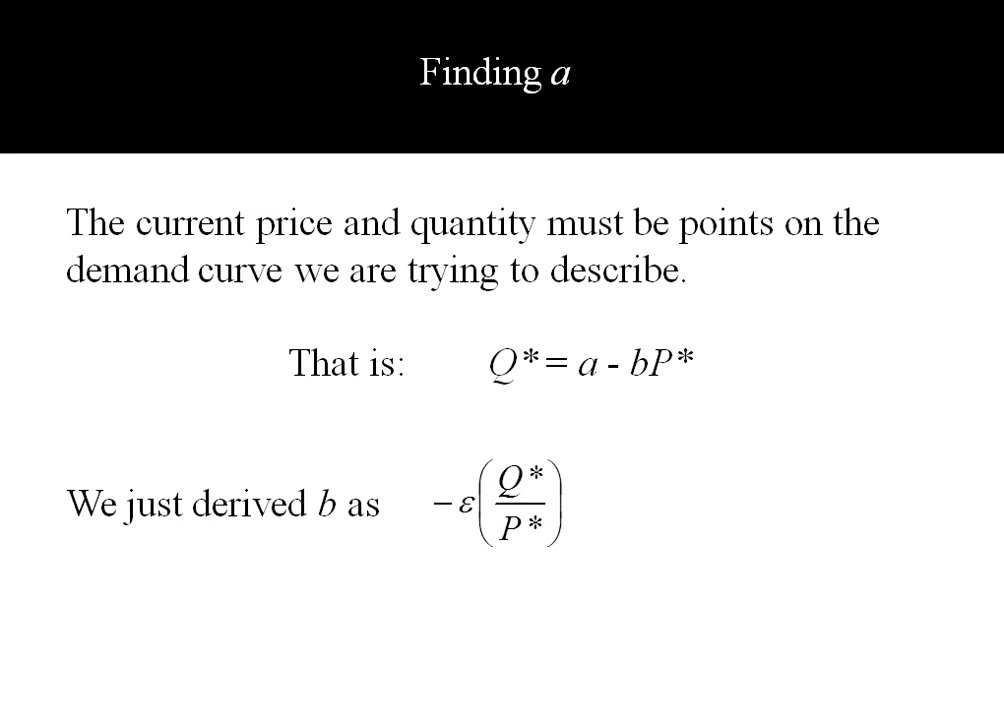 Finding a
The current price and quantity must be points on the
demand curve we are trying to describe.
That is: Q*= a - bP*
We just derived b as −ε(Q*/P*)